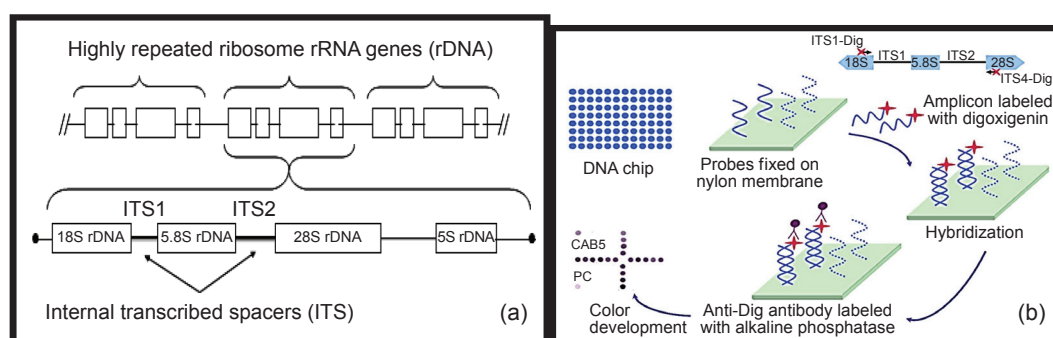 Highly repeated ribosome rRNA genes (rDNA)
ITS1 ITS2
18S rDNA 5.8S rDNA 28S rDNA 5S rDNA
Internal transcribed spacers (ITS)
(a)
ITS1-Dig
18S ITS1 5.8S ITS2 28S
ITS4-Dig
Amplicon labeled
with digoxigenin
DNA chip
Probes fixed on
nylon membrane
Hybridization
CAB5
PC
Color
development
Anti-Dig antibody labeled
with alkaline phosphatase
(b)